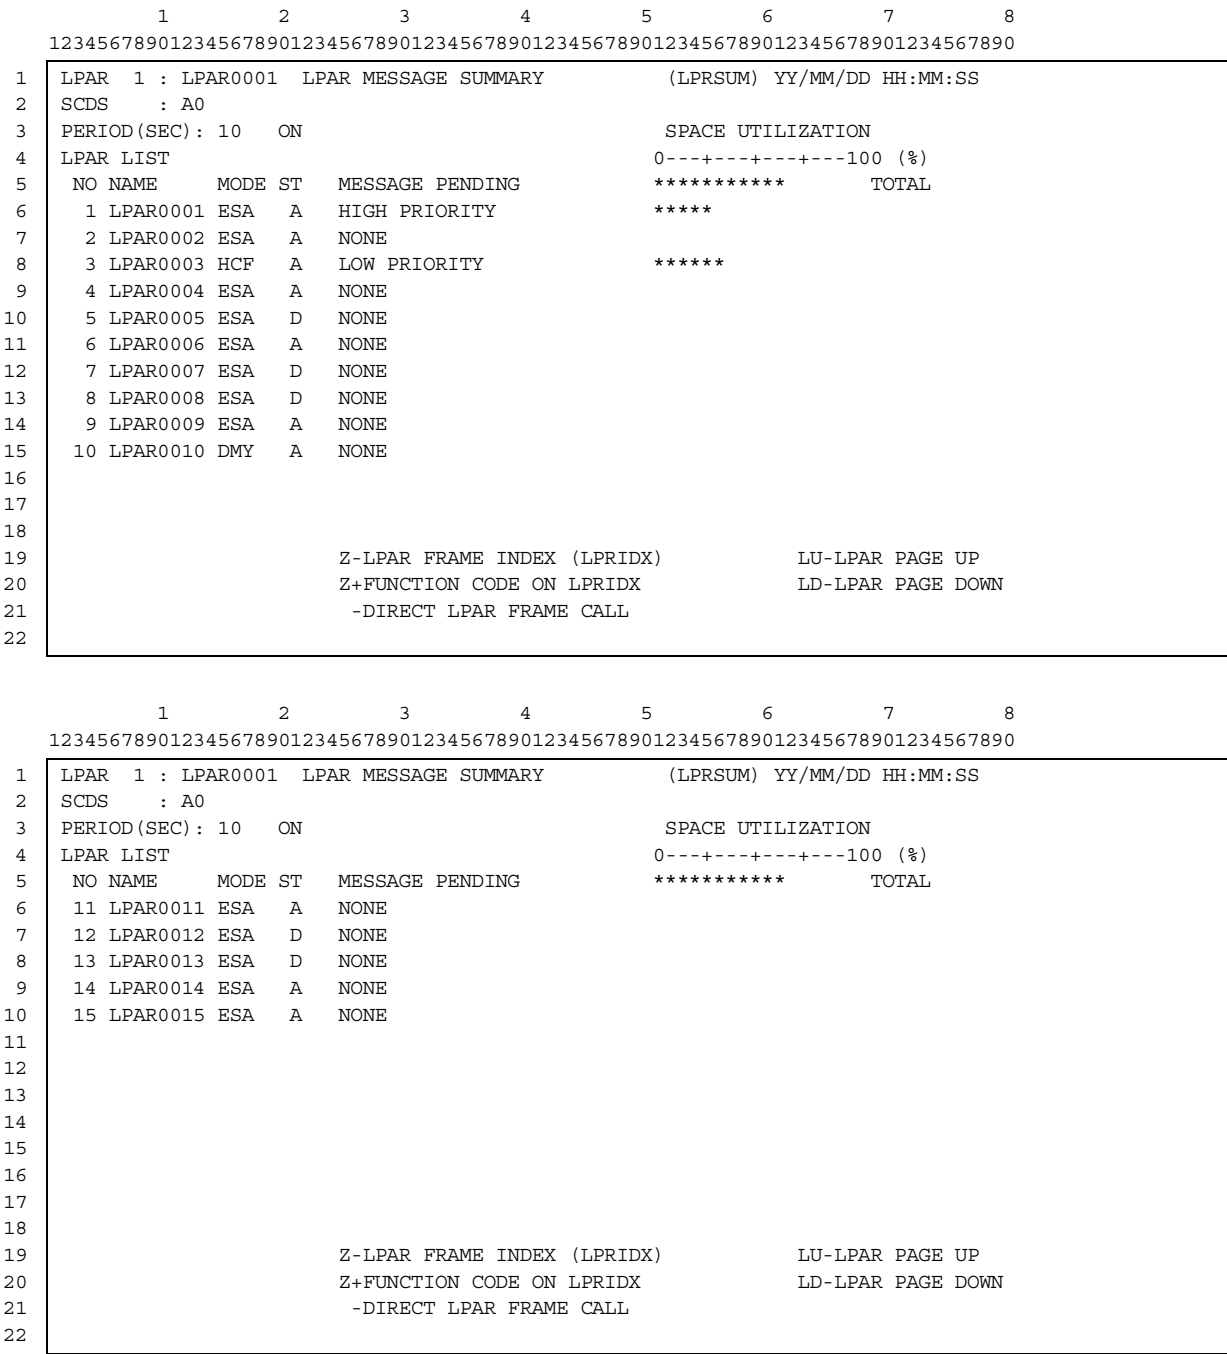 1 2 3 4 5 6 7 8
12345678901234567890123456789012345678901234567890123456789012345678901234567890
1 LPAR 1 : LPAR0001 LPAR MESSAGE SUMMARY (LPRSUM) YY/MM/DD HH:MM:SS
2 SCDS : A0
3 PERIOD(SEC): 10 ON SPACE UTILIZATION
4 LPAR LIST 0---+---+---+---100 (%)
5 NO NAME MODE ST MESSAGE PENDING *********** TOTAL
6 1 LPAR0001 ESA A HIGH PRIORITY *****
7 2 LPAR0002 ESA A NONE
8 3 LPAR0003 HCF A LOW PRIORITY ******
9 4 LPAR0004 ESA A NONE
10 5 LPAR0005 ESA D NONE
11 6 LPAR0006 ESA A NONE
12 7 LPAR0007 ESA D NONE
13 8 LPAR0008 ESA D NONE
14 9 LPAR0009 ESA A NONE
15 10 LPAR0010 DMY A NONE
16
17
18
19 Z-LPAR FRAME INDEX (LPRIDX) LU-LPAR PAGE UP
20 Z+FUNCTION CODE ON LPRIDX LD-LPAR PAGE DOWN
21 -DIRECT LPAR FRAME CALL
22
1 2 3 4 5 6 7 8
12345678901234567890123456789012345678901234567890123456789012345678901234567890
1 LPAR 1 : LPAR0001 LPAR MESSAGE SUMMARY (LPRSUM) YY/MM/DD HH:MM:SS
2 SCDS : A0
3 PERIOD(SEC): 10 ON SPACE UTILIZATION
4 LPAR LIST 0---+---+---+---100 (%)
5 NO NAME MODE ST MESSAGE PENDING *********** TOTAL
6 11 LPAR0011 ESA A NONE
7 12 LPAR0012 ESA D NONE
8 13 LPAR0013 ESA D NONE
9 14 LPAR0014 ESA A NONE
10 15 LPAR0015 ESA A NONE
11
12
13
14
15
16
17
18
19 Z-LPAR FRAME INDEX (LPRIDX) LU-LPAR PAGE UP
20 Z+FUNCTION CODE ON LPRIDX LD-LPAR PAGE DOWN
21 -DIRECT LPAR FRAME CALL
22